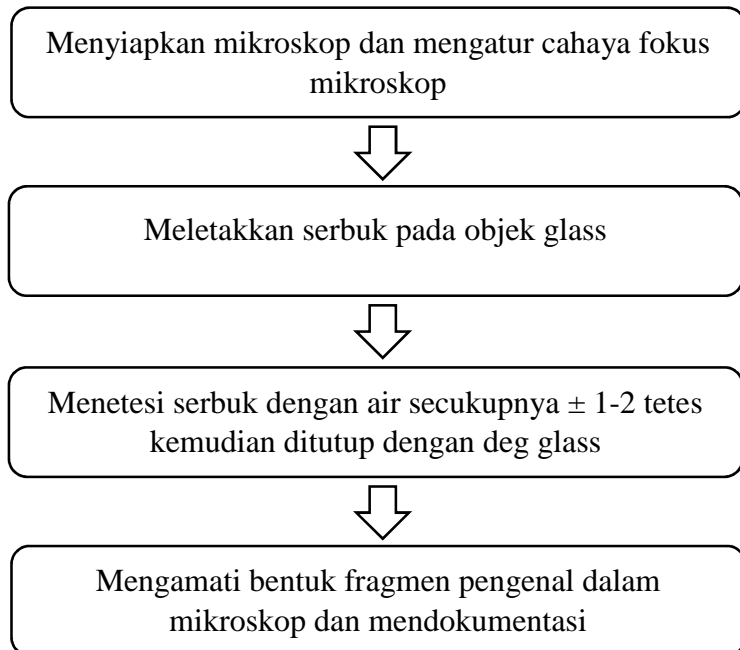 Menyiapkan mikroskop dan mengatur cahaya fokus
mikroskop
Meletakkan serbuk pada objek glass
Menetesi serbuk dengan air secukupnya ± 1-2 tetes
kemudian ditutup dengan deg glass
Mengamati bentuk fragmen pengenal dalam
mikroskop dan mendokumentasi